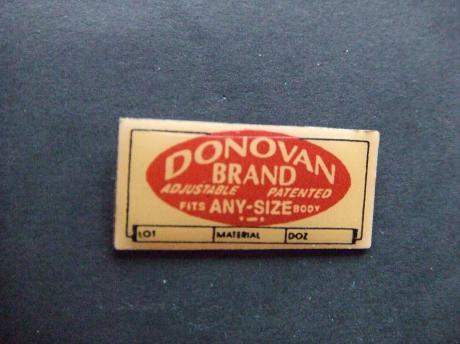 DONOVAN
BRAND
ADJUSTABLE PATENTED
FITS ANY-SIZE BODY
LOT MATERIAL DOZ